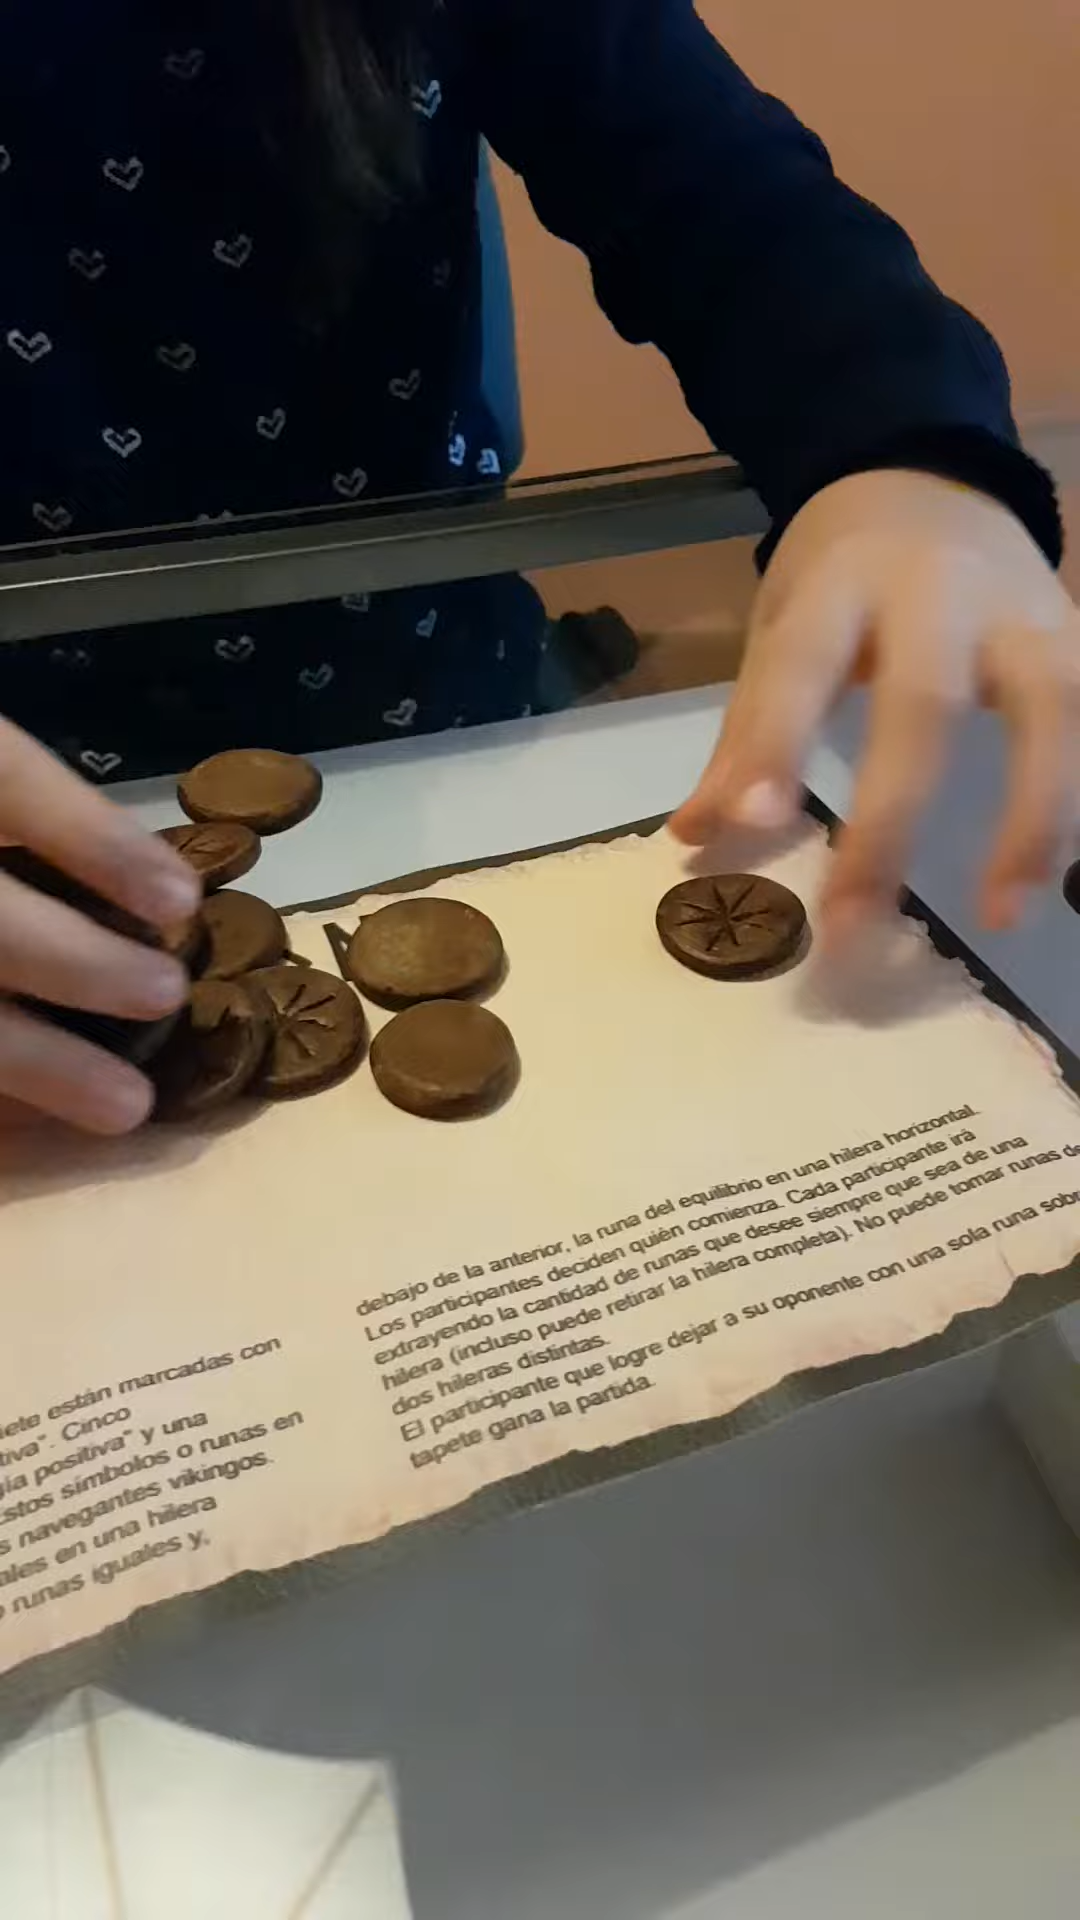 iete están marcadas con
tiva". Cinco
gía positiva" y una
Estos símbolos o runas en
s navegantes vikingos.
ales en una hilera
o runas iguales y,
debajo de la anterior, la runa del equilibrio en una hilera horizontal.
Los participantes deciden quién comienza. Cada participante irá
extrayendo la cantidad de runas que desee siempre que sea de una
hilera (incluso puede retirar la hilera completa). No puede tomar runas de
dos hileras distintas.
El participante que logre dejar a su oponente con una sola runa sobre
tapete gana la partida.